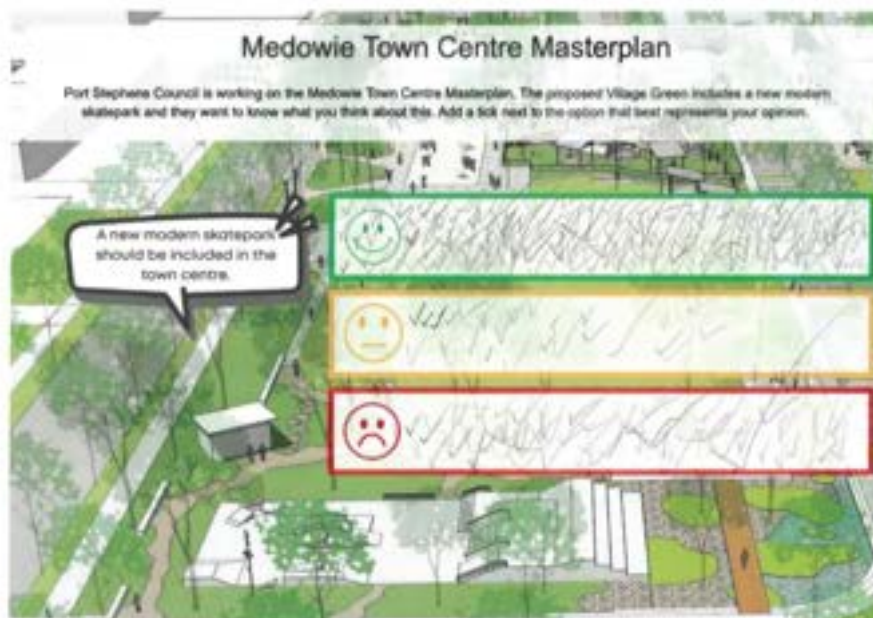 Medowie Town Centre Masterplan
Port Stephens Council is working on the Medowie Town Centre Masterplan. The proposed Village Green includes a new modern
skatepark and they want to know what you think about this. Add a tick next to the option that best represents your opinion.
A new modern skatepark
should be included in the
town centre.